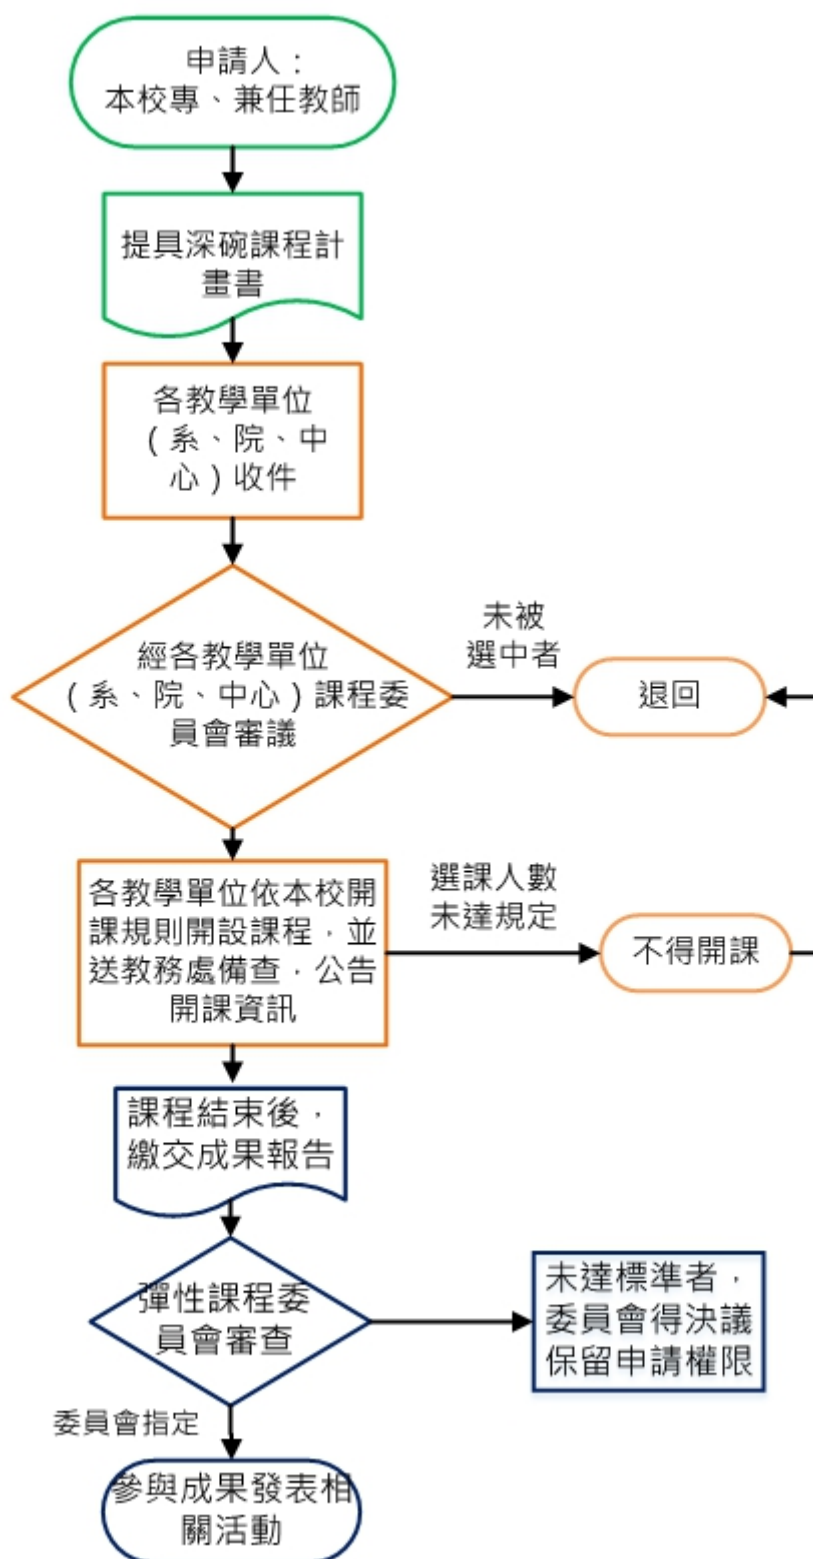 申請人：
本校專、兼任教師
提具深碗課程計
畫書
各教學單位
（系、院、中
心）收件
經各教學單位
（系、院、中心）課程委
員會審議
未被
選中者
退回
各教學單位依本校開
課規則開設課程，並
送教務處備查，公告
開課資訊
選課人數
未達規定
不得開課
課程結束後，
繳交成果報告
彈性課程委
員會審查
未達標準者，
委員會得決議
保留申請權限
委員會指定
參與成果發表相
關活動